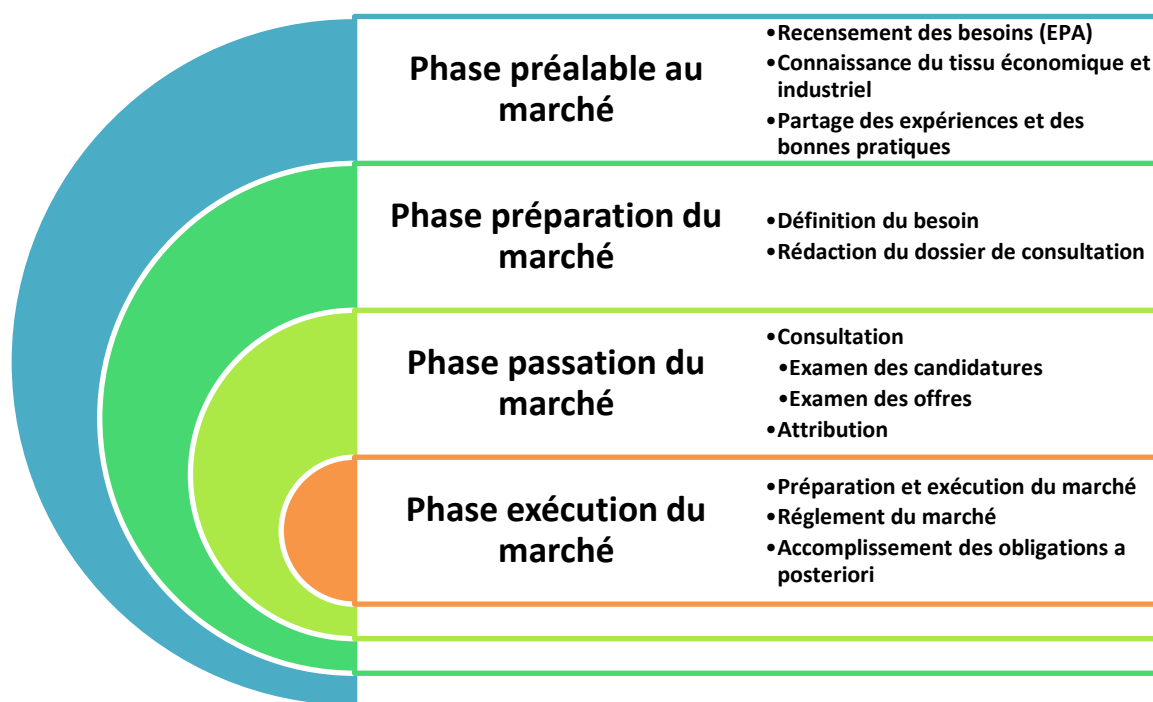 Phase préalable au
marché
•Recensement des besoins (EPA)
•Connaissance du tissu économique et
industriel
•Partage des expériences et des
bonnes pratiques
Phase préparation du
marché
•Définition du besoin
•Rédaction du dossier de consultation
Phase passation du
marché
•Consultation
•Examen des candidatures
•Examen des offres
•Attribution
Phase exécution du
marché
•Préparation et exécution du marché
•Réglement du marché
•Accomplissement des obligations a
posteriori